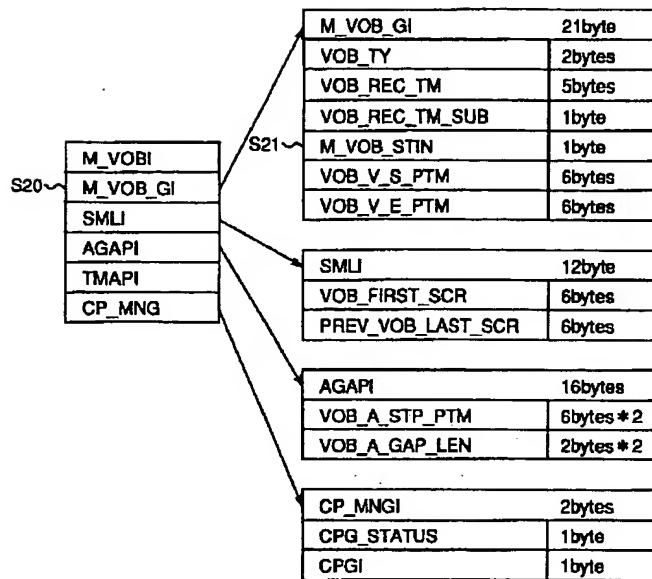 M_VOBI
S20
M_VOB_GI
SMLI
AGAPI
TMAPI
CP_MNG
M_VOB_GI 21byte
VOB_TY 2bytes
VOB_REC_TM 5bytes
VOB_REC_TM_SUB 1byte
S21 M_VOB_STIN 1byte
VOB_V_S_PTM 6bytes
VOB_V_E_PTM 6bytes
SMLI 12byte
VOB_FIRST_SCR 6bytes
PREV_VOB_LAST_SCR 6bytes
AGAPI 16bytes
VOB_A_STP_PTM 6bytes*2
VOB_A_GAP_LEN 2bytes*2
CP_MNGI 2bytes
CPG_STATUS 1byte
CPGI 1byte